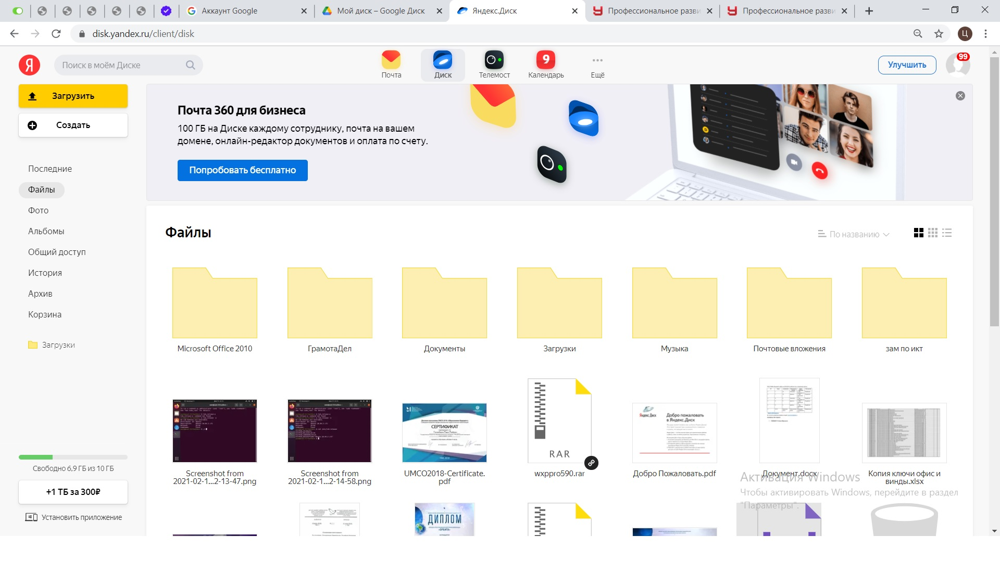 Аккаунт Google
Мой диск – Google Диск
Яндекс.Диск
Профессиональное разви
Профессиональное разви
disk.yandex.ru/client/disk
Ц
Я
Поиск в моём Диске
Почта
Диск
Телемост
9
Календарь
Ещё
Улучшить
99
Загрузить
Создать
Почта 360 для бизнеса
100 ГБ на Диске каждому сотруднику, почта на вашем
домене, онлайн-редактор документов и оплата по счету.
Попробовать бесплатно
Последние
Файлы
Фото
Альбомы
Общий доступ
История
Архив
Корзина
Загрузки
Свободно 6,9 ГБ из 10 ГБ
+1 ТБ за 300₽
Установить приложение
Файлы
По названию
Microsoft Office 2010
ГрамотаДел
Документы
Загрузки
Музыка
Почтовые вложения
зам по икт
СЕРТИФИКАТ
RAR
Яндекс.Диск
Добро пожаловать
в Яндекс.Диск
Screenshot from
2021-02-1...2-13-47.png
Screenshot from
2021-02-1...2-14-58.png
UMCO2018-Certificate.
pdf
wxppro590.rar
Добро Пожаловать.pdf
Документ.docx
Копия ключи офис и
винды.xlsx
Активация Windows
Чтобы активировать Windows, перейдите в раздел
"Параметры".
ДИПЛОМ
"ОРБИТА"